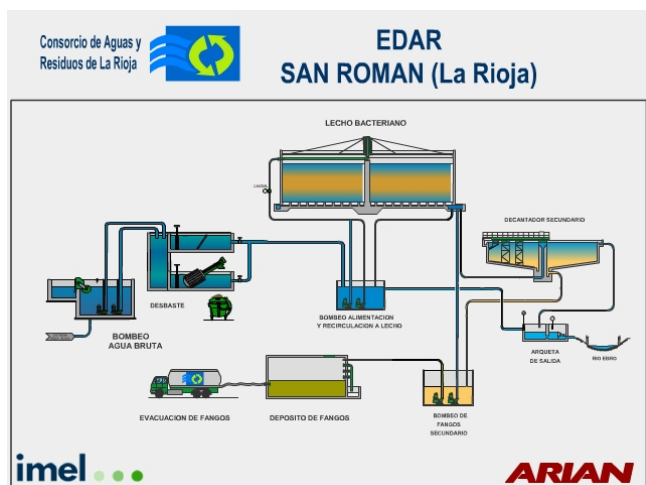 Consorcio de Aguas y
Residuos de La Rioja
EDAR
SAN ROMAN (La Rioja)
LECHO BACTERIANO
DECANTADOR SECUNDARIO
DESBASTE
BOMBEO
AGUA BRUTA
BOMBEO ALIMENTACION
Y RECIRCULACION A LECHO
ARQUETA
DE SALIDA
RIO EBRO
EVACUACION DE FANGOS
DEPOSITO DE FANGOS
BOMBEO DE
FANGOS
SECUNDARIO
imel
ARIAN